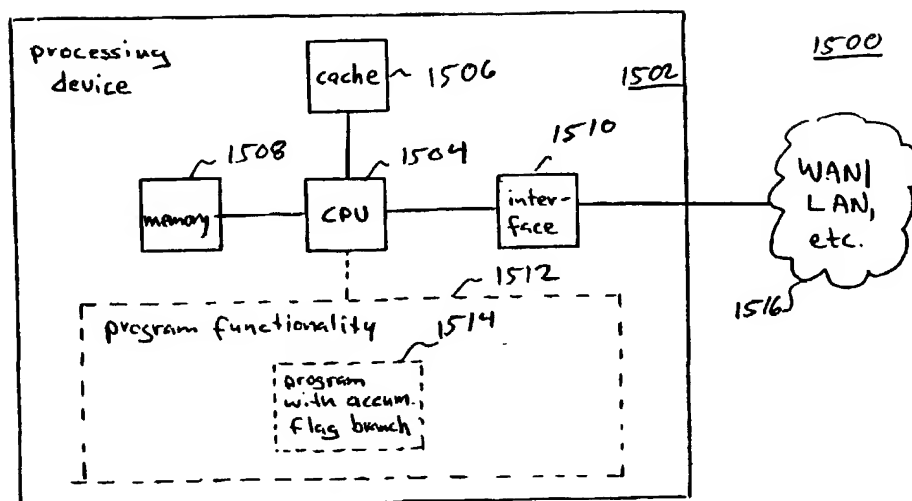 processing
device
cache
1506
1502
1500
1508
1504
1510
memory
CPU
inter-
face
WAN/
LAN,
etc.
1516
1512
program functionality
1514
program
with accum.
flag branch